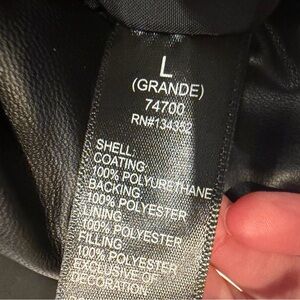 L
(GRANDE)
74700
RN#134352
SHELL:
COATING:
100% POLYURETHANE
BACKING:
100% POLYESTER
LINING:
100% POLYESTER
FILLING:
100% POLYESTER
EXCLUSIVE OF
DECORATION